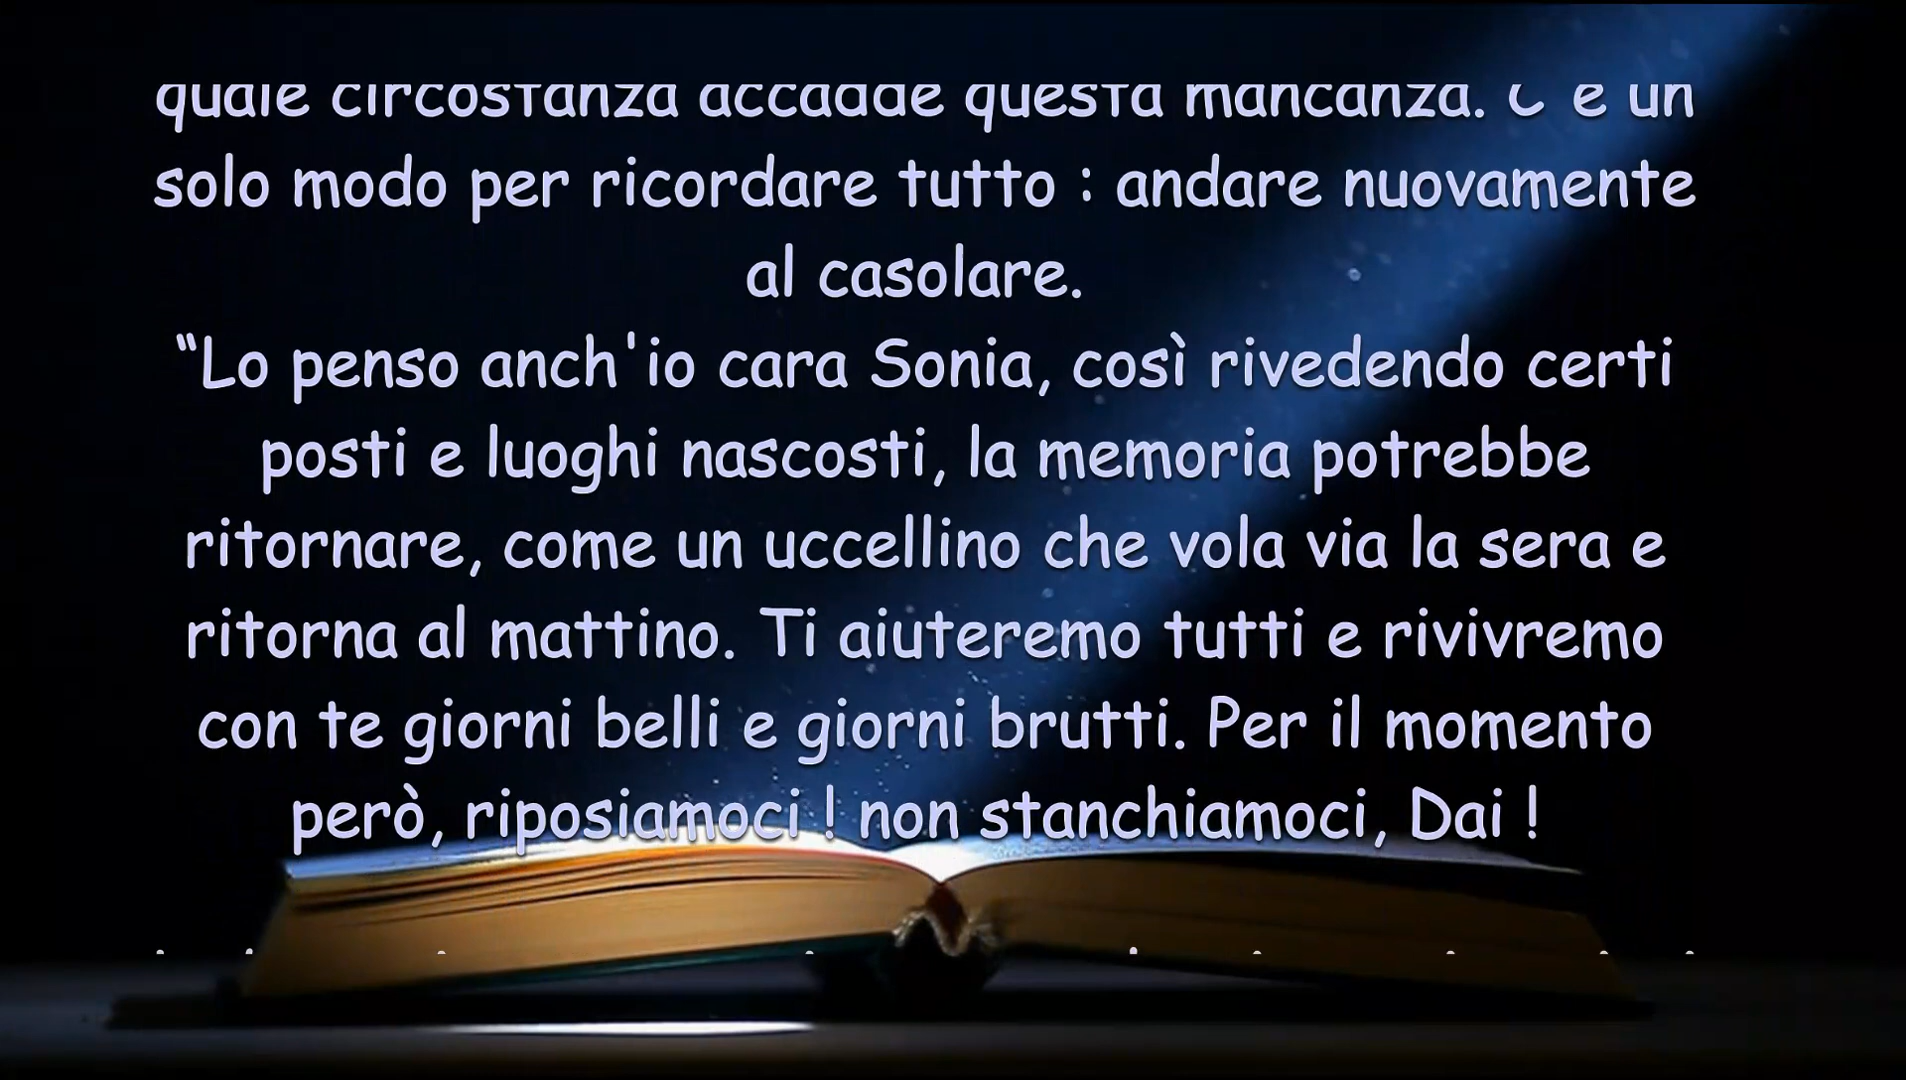 quale circostanza accadde questa mancanza. C'è un
solo modo per ricordare tutto : andare nuovamente
al casolare.
“Lo penso anch'io cara Sonia, così rivedendo certi
posti e luoghi nascosti, la memoria potrebbe
ritornare, come un uccellino che vola via la sera e
ritorna al mattino. Ti aiuteremo tutti e rivivremo
con te giorni belli e giorni brutti. Per il momento
però, riposiamoci ! non stanchiamoci, Dai !